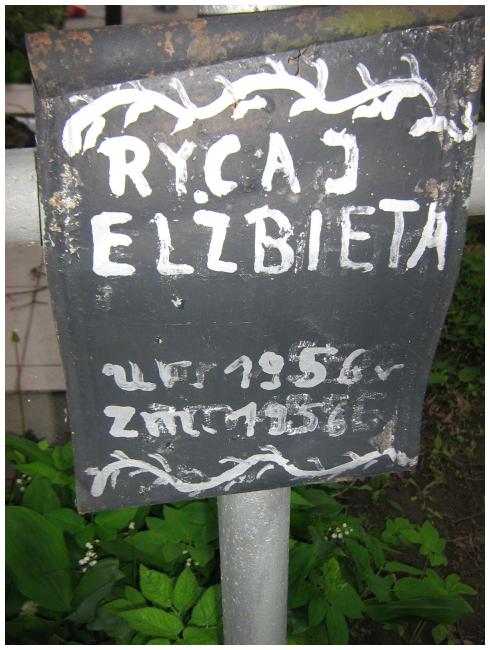 RYCAJ
ELŻBIETA
ur. 1956 r
zm. 1956